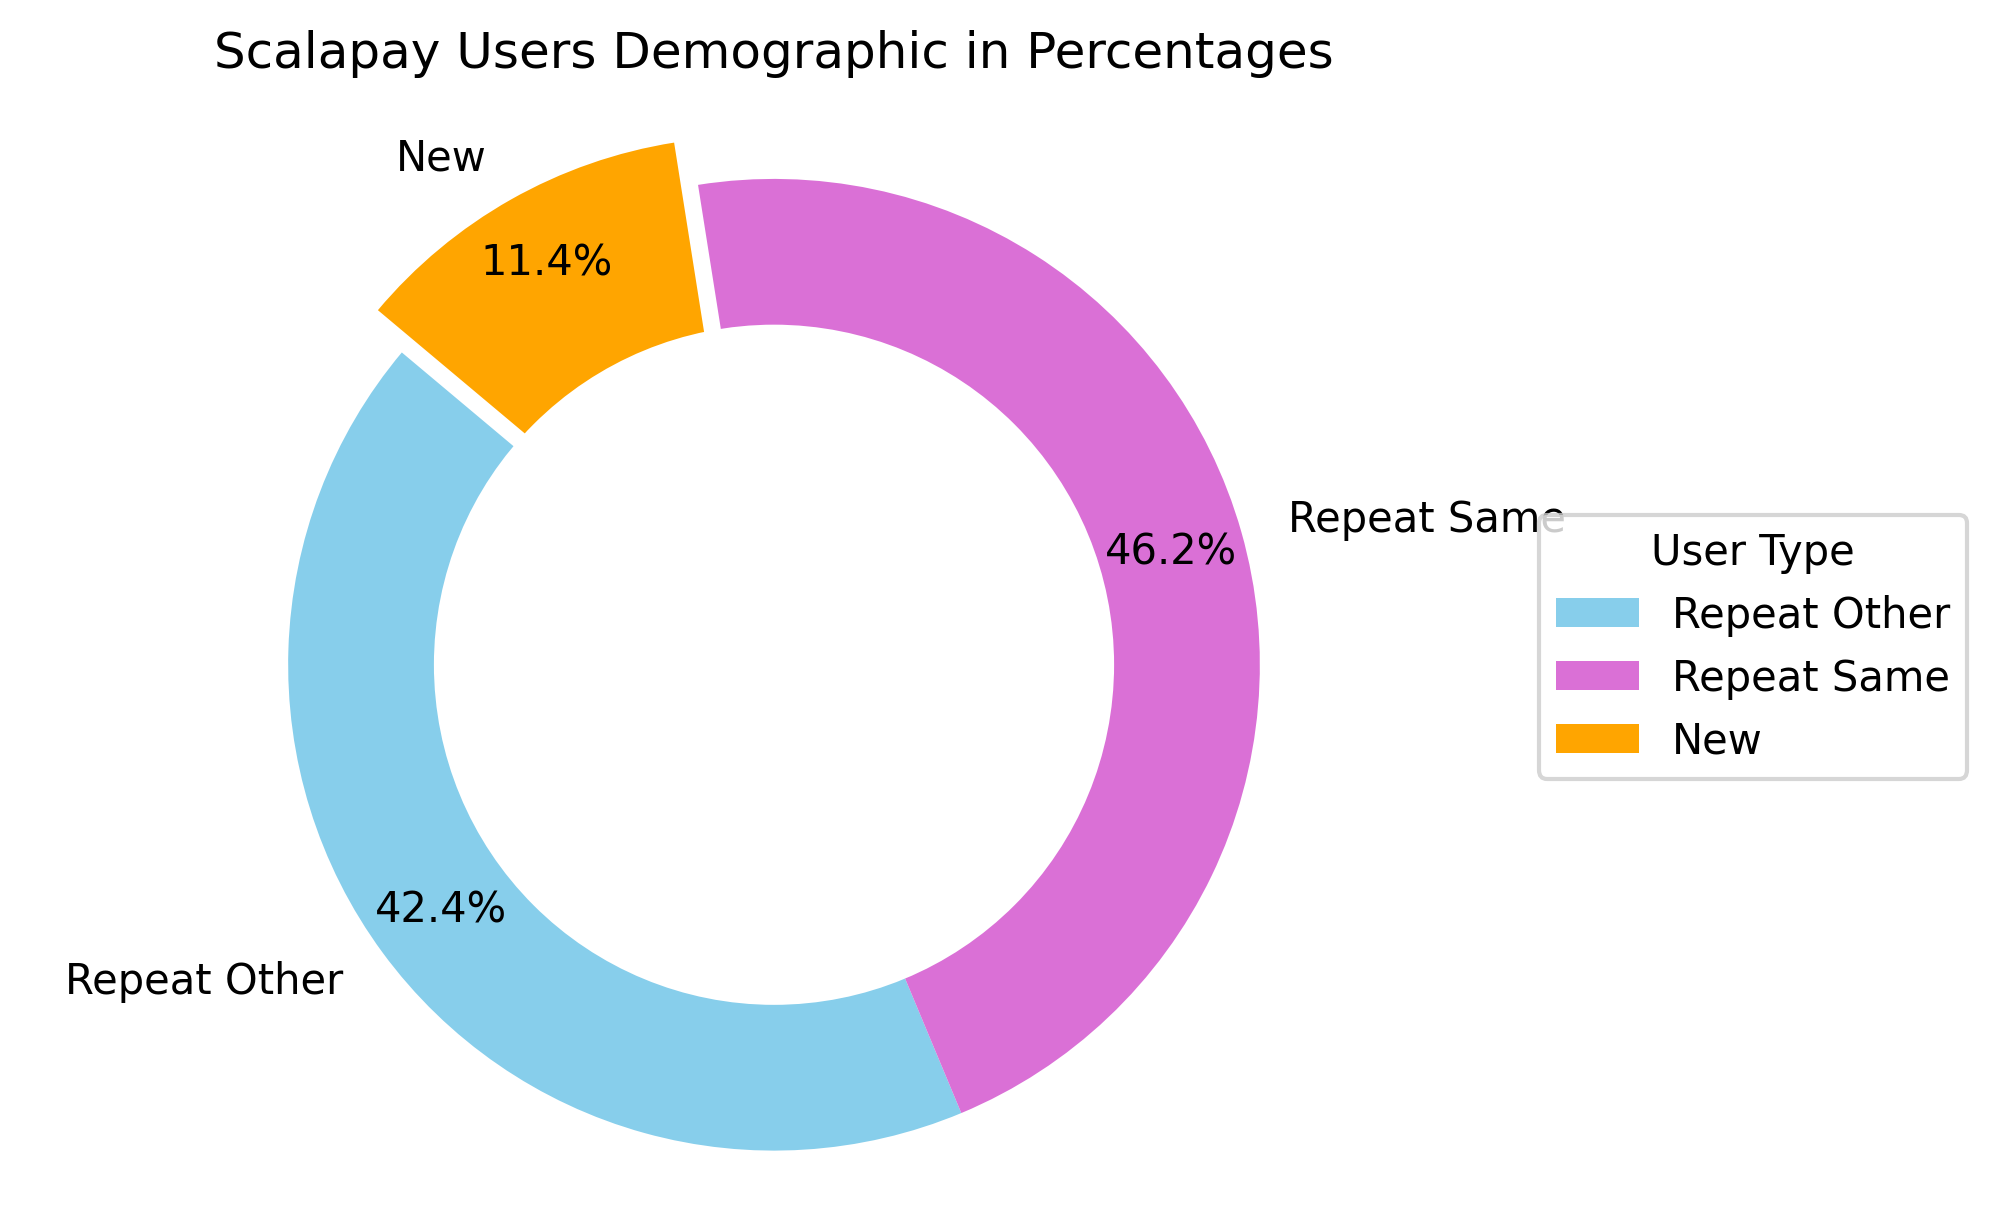 Scalapay Users Demographic in Percentages
New
11.4%
Repeat Same
46.2%
User Type
Repeat Other
Repeat Same
New
42.4%
Repeat Other